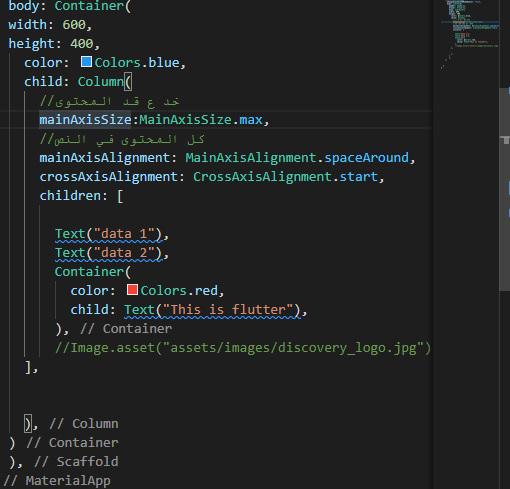 body: Container(
width: 600,
height: 400,
color: Colors.blue,
child: Column(
//خد ع قد المحتوى
mainAxisSize:MainAxisSize.max,
//كل المحتوى في النص
mainAxisAlignment: MainAxisAlignment.spaceAround,
crossAxisAlignment: CrossAxisAlignment.start,
children: [
Text("data 1"),
Text("data 2"),
Container(
color: Colors.red,
child: Text("This is flutter"),
), // Container
//Image.asset("assets/images/discovery_logo.jpg")
],
), // Column
) // Container
), // Scaffold
// MaterialApp